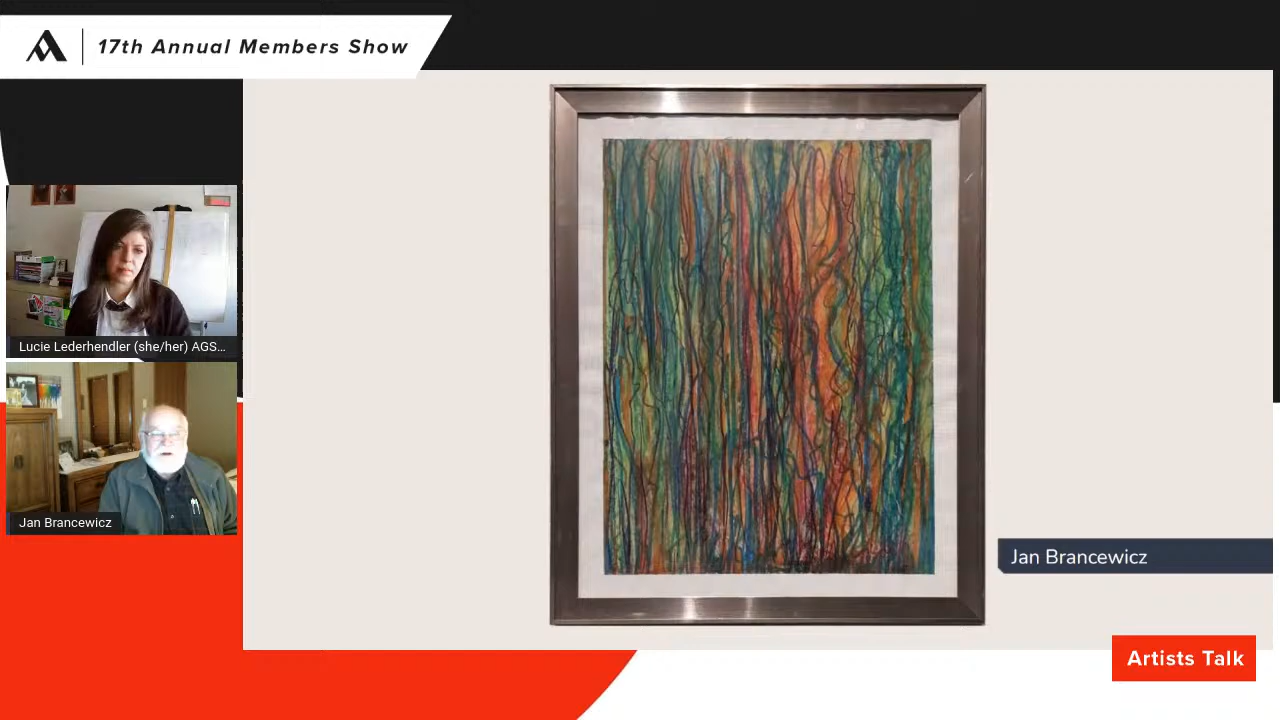 17th Annual Members Show
Lucie Lederhendler (she/her) AGS...
Jan Brancewicz
Jan Brancewicz
Artists Talk